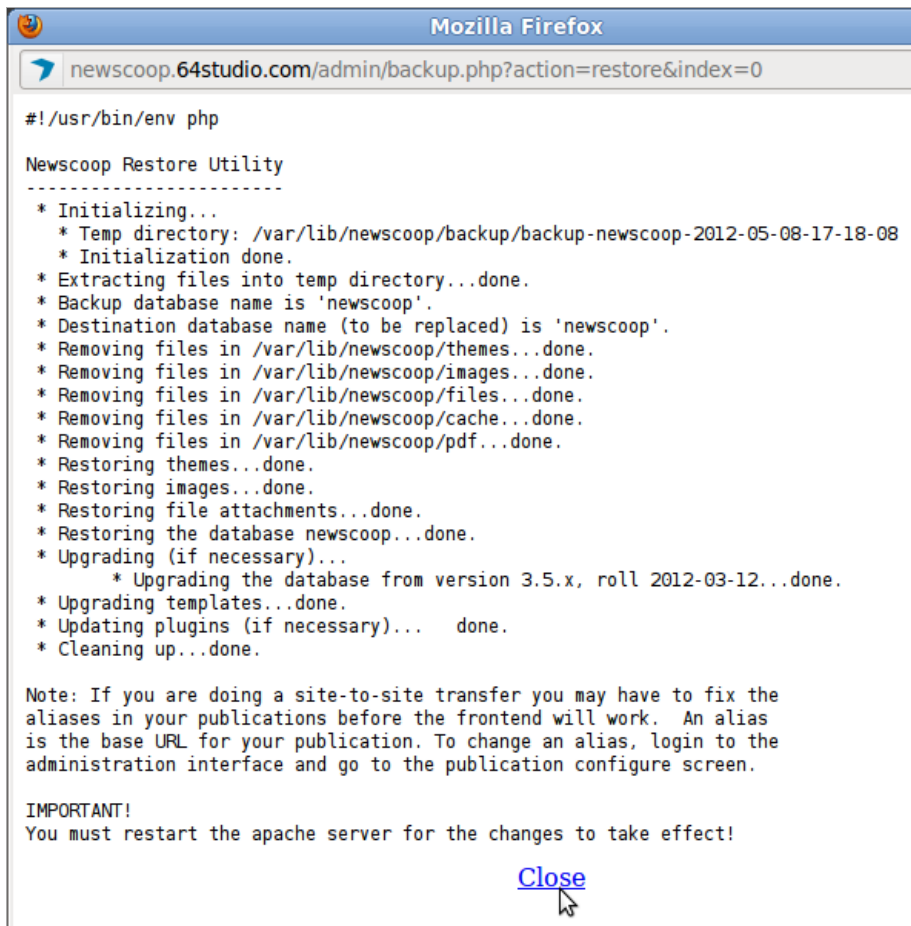 Mozilla Firefox
newscoop.64studio.com/admin/backup.php?action=restore&index=0
#!/usr/bin/env php
Newscoop Restore Utility
------------------------
* Initializing...
* Temp directory: /var/lib/newscoop/backup/backup-newscoop-2012-05-08-17-18-08
* Initialization done.
* Extracting files into temp directory...done.
* Backup database name is 'newscoop'.
* Destination database name (to be replaced) is 'newscoop'.
* Removing files in /var/lib/newscoop/themes...done.
* Removing files in /var/lib/newscoop/images...done.
* Removing files in /var/lib/newscoop/files...done.
* Removing files in /var/lib/newscoop/cache...done.
* Removing files in /var/lib/newscoop/pdf...done.
* Restoring themes...done.
* Restoring images...done.
* Restoring file attachments...done.
* Restoring the database newscoop...done.
* Upgrading (if necessary)...
* Upgrading the database from version 3.5.x, roll 2012-03-12...done.
* Upgrading templates...done.
* Updating plugins (if necessary)...   done.
* Cleaning up...done.
Note: If you are doing a site-to-site transfer you may have to fix the
aliases in your publications before the frontend will work.  An alias
is the base URL for your publication. To change an alias, login to the
administration interface and go to the publication configure screen.
IMPORTANT!
You must restart the apache server for the changes to take effect!
Close